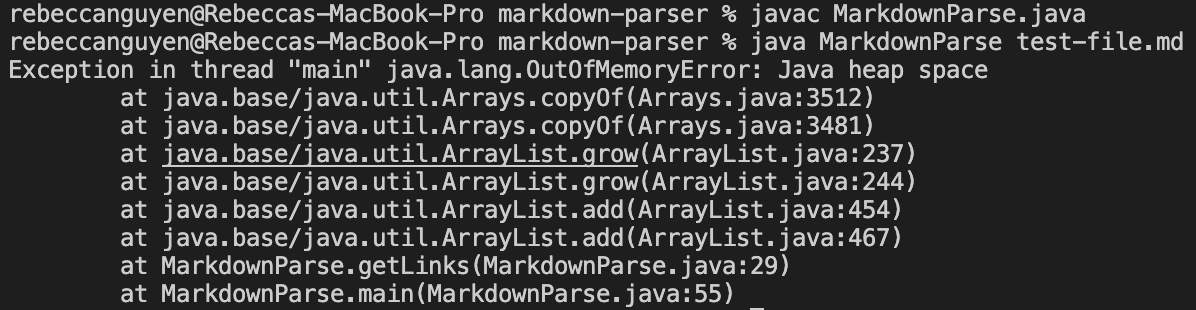 rebeccanguyen@Rebeccas-MacBook-Pro markdown-parser % javac MarkdownParse.java
rebeccanguyen@Rebeccas-MacBook-Pro markdown-parser % java MarkdownParse test-file.md
Exception in thread "main" java.lang.OutOfMemoryError: Java heap space
        at java.base/java.util.Arrays.copyOf(Arrays.java:3512)
        at java.base/java.util.Arrays.copyOf(Arrays.java:3481)
        at java.base/java.util.ArrayList.grow(ArrayList.java:237)
        at java.base/java.util.ArrayList.grow(ArrayList.java:244)
        at java.base/java.util.ArrayList.add(ArrayList.java:454)
        at java.base/java.util.ArrayList.add(ArrayList.java:467)
        at MarkdownParse.getLinks(MarkdownParse.java:29)
        at MarkdownParse.main(MarkdownParse.java:55)